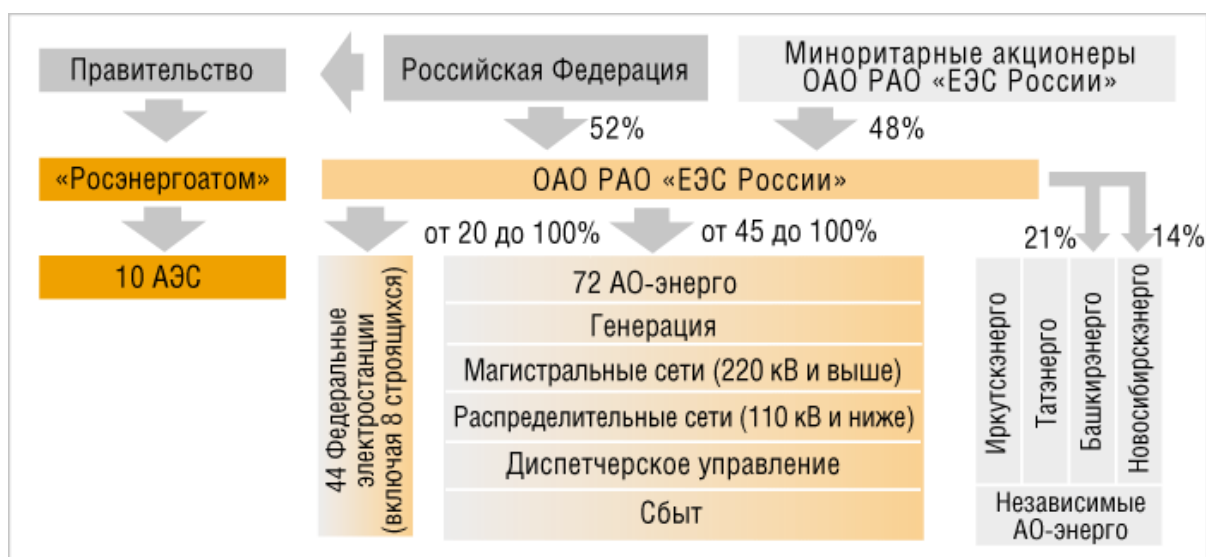 Правительство
Российская Федерация
Миноритарные акционеры
ОАО РАО «ЕЭС России»
52%
48%
«Росэнергоатом»
ОАО РАО «ЕЭС России»
от 20 до 100%
от 45 до 100%
21%
14%
10 АЭС
44 Федеральные
электростанции
(включая 8 строящихся)
72 АО-энерго
Генерация
Магистральные сети (220 кВ и выше)
Распределительные сети (110 кВ и ниже)
Диспетчерское управление
Сбыт
Иркутскэнерго
Татэнерго
Башкирэнерго
Новосибирскэнерго
Независимые
АО-энерго